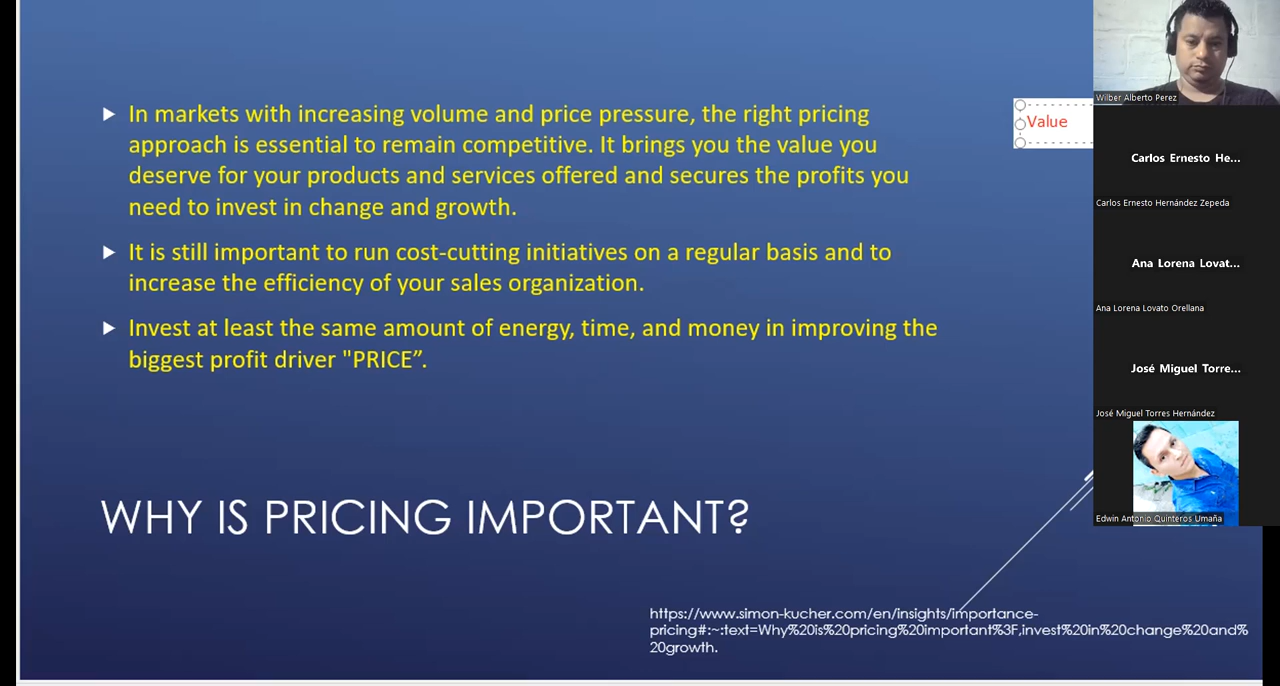 In markets with increasing volume and price pressure, the right pricing
approach is essential to remain competitive. It brings you the value you
deserve for your products and services offered and secures the profits you
need to invest in change and growth.
It is still important to run cost-cutting initiatives on a regular basis and to
increase the efficiency of your sales organization.
Invest at least the same amount of energy, time, and money in improving the
biggest profit driver "PRICE”.
WHY IS PRICING IMPORTANT?
https://www.simon-kucher.com/en/insights/importance-
pricing#:~:text=Why%20is%20pricing%20important%3F,invest%20in%20change%20and%
20growth.
Value
Wilber Alberto Perez
Carlos Ernesto He...
Carlos Ernesto Hernández Zepeda
Ana Lorena Lovat...
Ana Lorena Lovato Orellana
José Miguel Torre...
José Miguel Torres Hernández
Edwin Antonio Quinteros Umaña